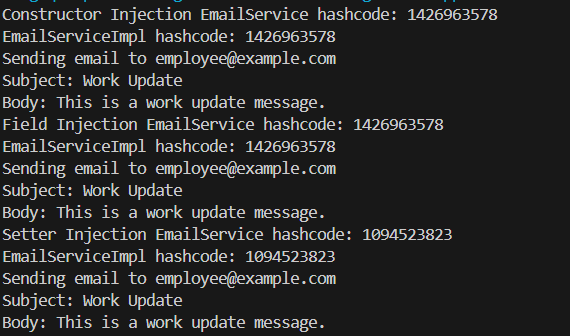 Constructor Injection EmailService hashcode: 1426963578
EmailServiceImpl hashcode: 1426963578
Sending email to employee@example.com
Subject: Work Update
Body: This is a work update message.
Field Injection EmailService hashcode: 1426963578
EmailServiceImpl hashcode: 1426963578
Sending email to employee@example.com
Subject: Work Update
Body: This is a work update message.
Setter Injection EmailService hashcode: 1094523823
EmailServiceImpl hashcode: 1094523823
Sending email to employee@example.com
Subject: Work Update
Body: This is a work update message.